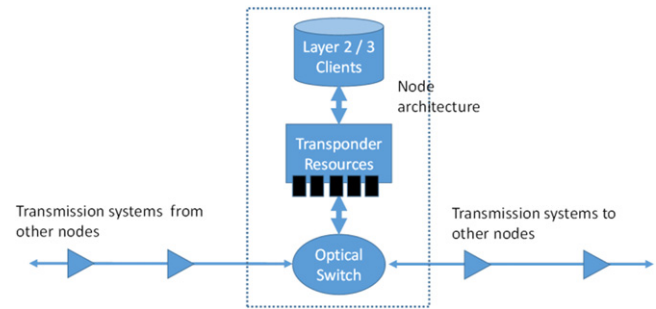 Layer 2 / 3
Clients
Node
architecture
Transponder
Resources
Transmission systems from
other nodes
Transmission systems to
other nodes
Optical
Switch